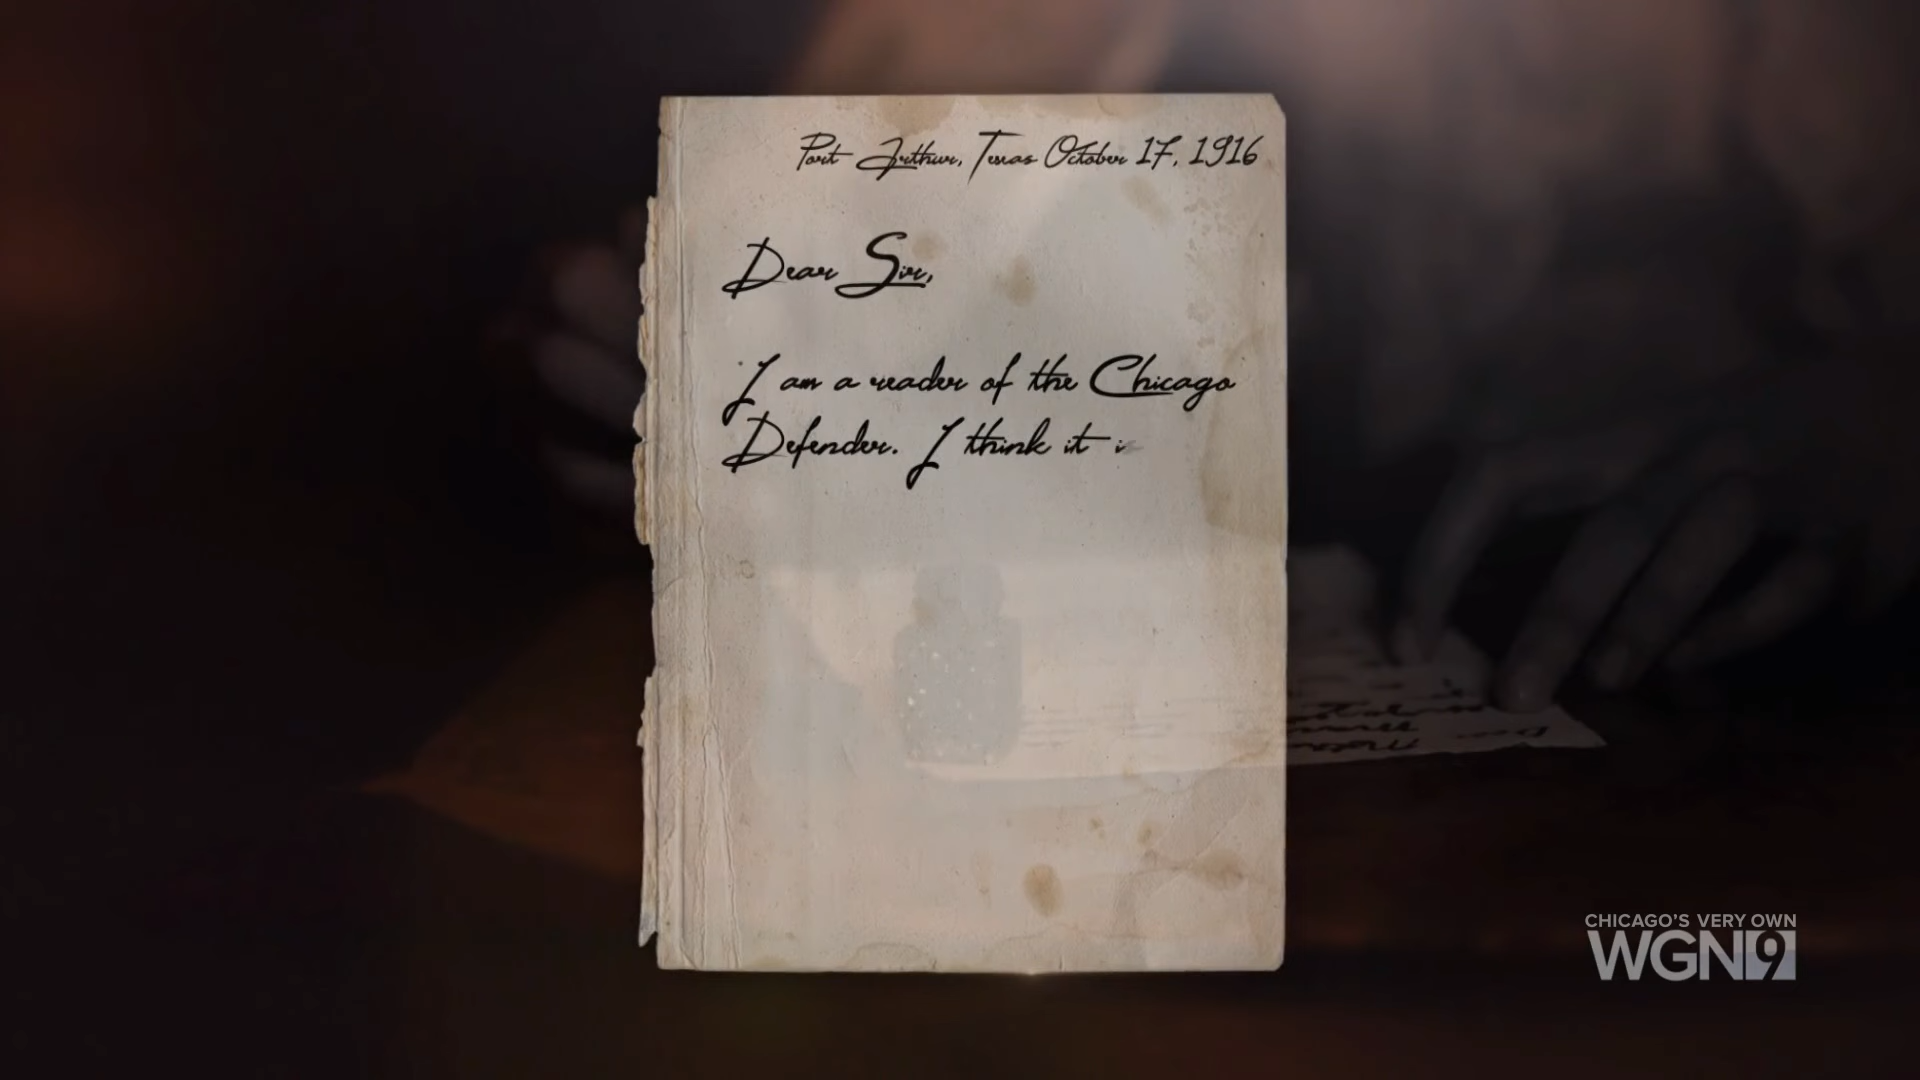 Port Arthur, Texas October 17, 1916
Dear Sir,
I am a reader of the Chicago
Defender. I think it is
CHICAGO'S VERY OWN
WGN9